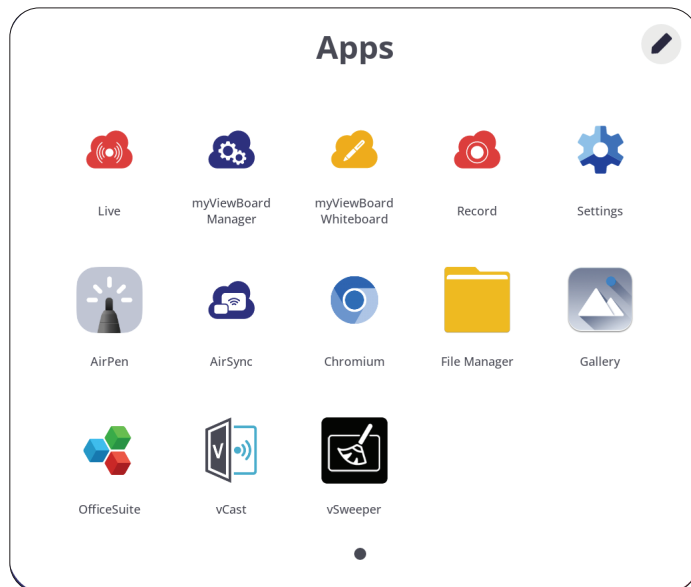 Apps
Live
myViewBoard
Manager
myViewBoard
Whiteboard
Record
Settings
AirPen
AirSync
Chromium
File Manager
Gallery
V
OfficeSuite
vCast
vSweeper